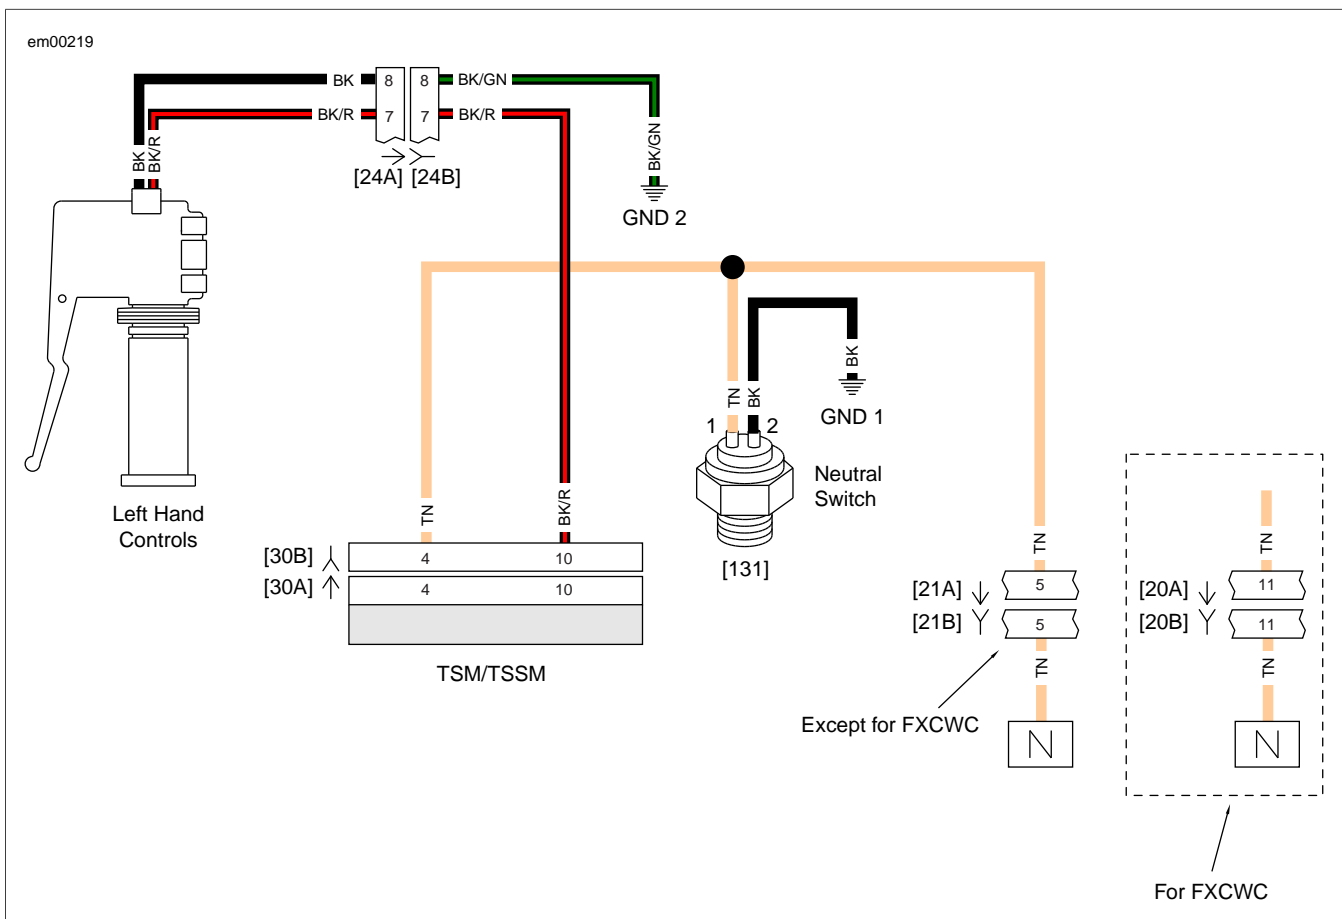 em00219
BK
8
8
BK/GN
BK/R
7
7
BK/R
BK
BK/R
BK/GN
[24A] [24B]
GND 2
TN
BK
BK
GND 1
1
2
Neutral
Switch
[131]
Left Hand
Controls
TN
BK/R
[30B]
4
10
[30A]
4
10
TSM/TSSM
TN
[21A]
5
[21B]
5
TN
Except for FXCWC
N
TN
[20A]
11
[20B]
11
TN
N
For FXCWC